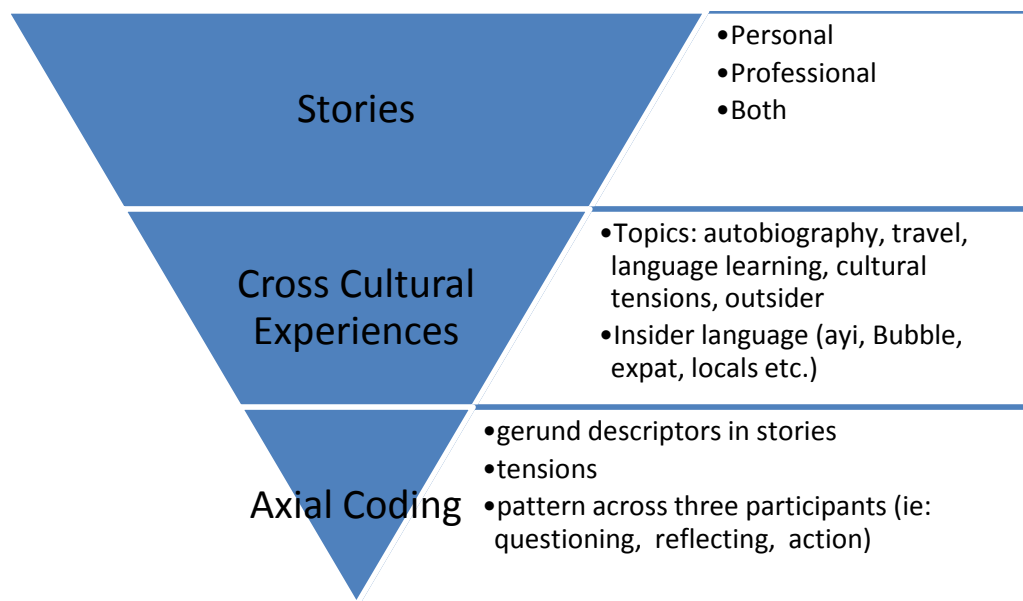 Stories
•Personal
•Professional
•Both
Cross Cultural
Experiences
•Topics: autobiography, travel,
language learning, cultural
tensions, outsider
•Insider language (ayi, Bubble,
expat, locals etc.)
Axial Coding
•gerund descriptors in stories
•tensions
•pattern across three participants (ie:
questioning, reflecting, action)